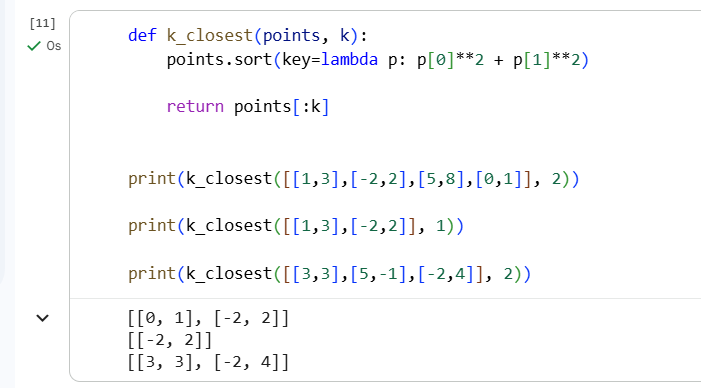 [11]
✓ 0s
def k_closest(points, k):
    points.sort(key=lambda p: p[0]**2 + p[1]**2)
    return points[:k]
print(k_closest([[1,3],[-2,2],[5,8],[0,1]], 2))
print(k_closest([[1,3],[-2,2]], 1))
print(k_closest([[3,3],[5,-1],[-2,4]], 2))
[[0, 1], [-2, 2]]
[[-2, 2]]
[[3, 3], [-2, 4]]